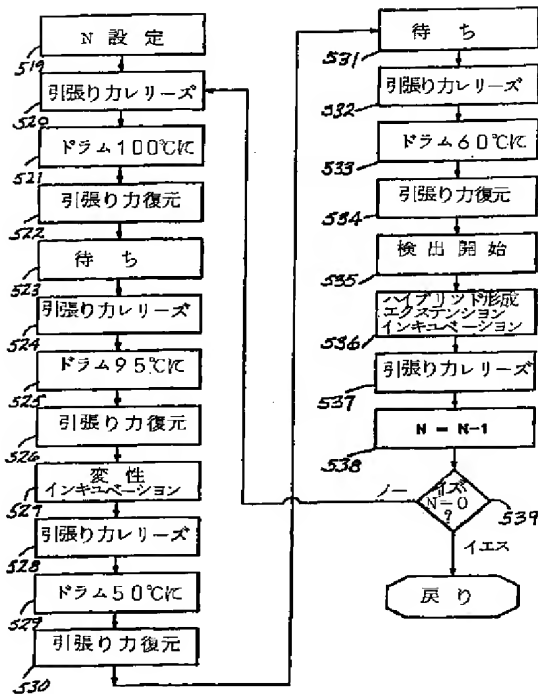 N 設 定
519
引張り力レリーズ
520
ドラム100℃に
521
引張り力復元
522
待 ち
523
引張り力レリーズ
524
ドラム95℃に
525
引張り力復元
526
変 性
インキュベーション
527
引張り力レリーズ
528
ドラム50℃に
529
引張り力復元
530
待 ち
531
引張り力レリーズ
532
ドラム60℃に
533
引張り力復元
534
検 出 開 始
535
ハイブリッド形成
エクステンション
インキュベーション
536
引張り力レリーズ
537
N = N-1
538
ノー
イズ
N=0
?
539
イエス
戻 り